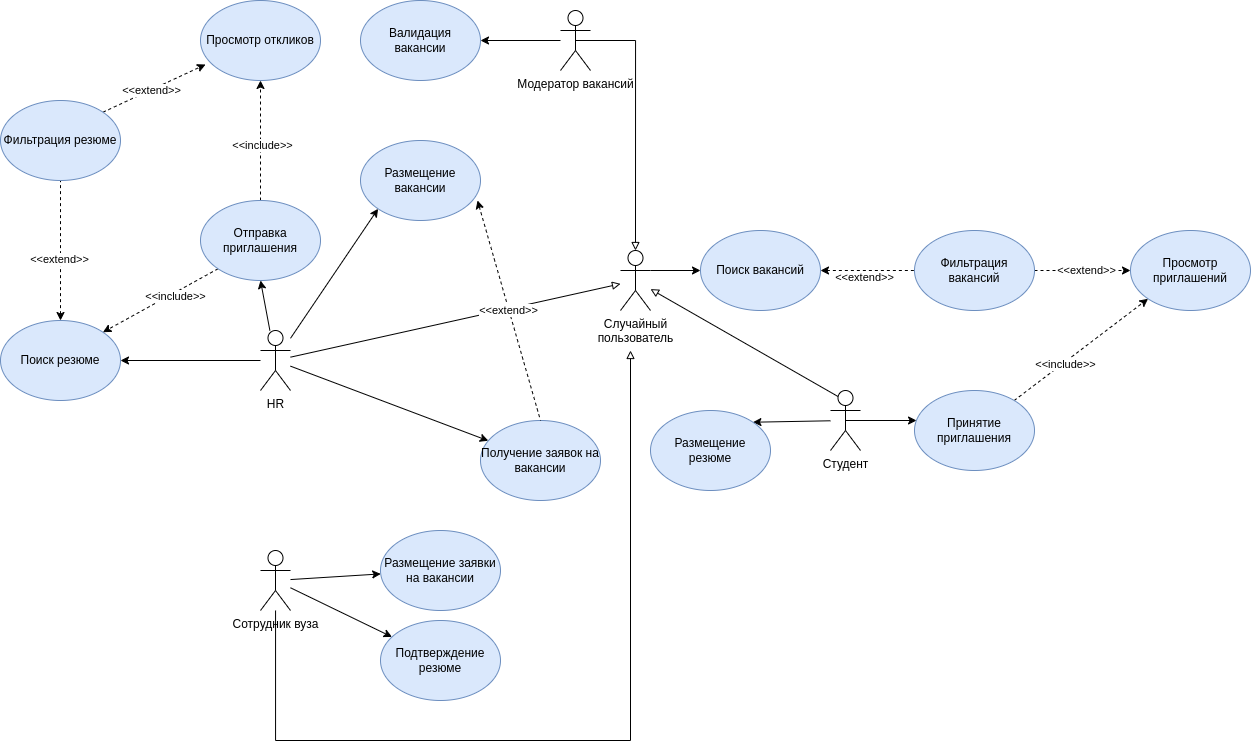 Просмотр откликов
Валидация
вакансии
Модератор вакансий
<<extend>>
Фильтрация резюме
<<include>>
Размещение
вакансии
Отправка
приглашения
<<extend>>
<<include>>
Поиск резюме
HR
<<extend>>
Случайный
пользователь
Поиск вакансий
<<extend>>
Фильтрация
вакансий
<<extend>>
Просмотр
приглашений
<<include>>
Получение заявок на
вакансии
Размещение
резюме
Студент
Принятие
приглашения
Сотрудник вуза
Размещение заявки
на вакансии
Подтверждение
резюме